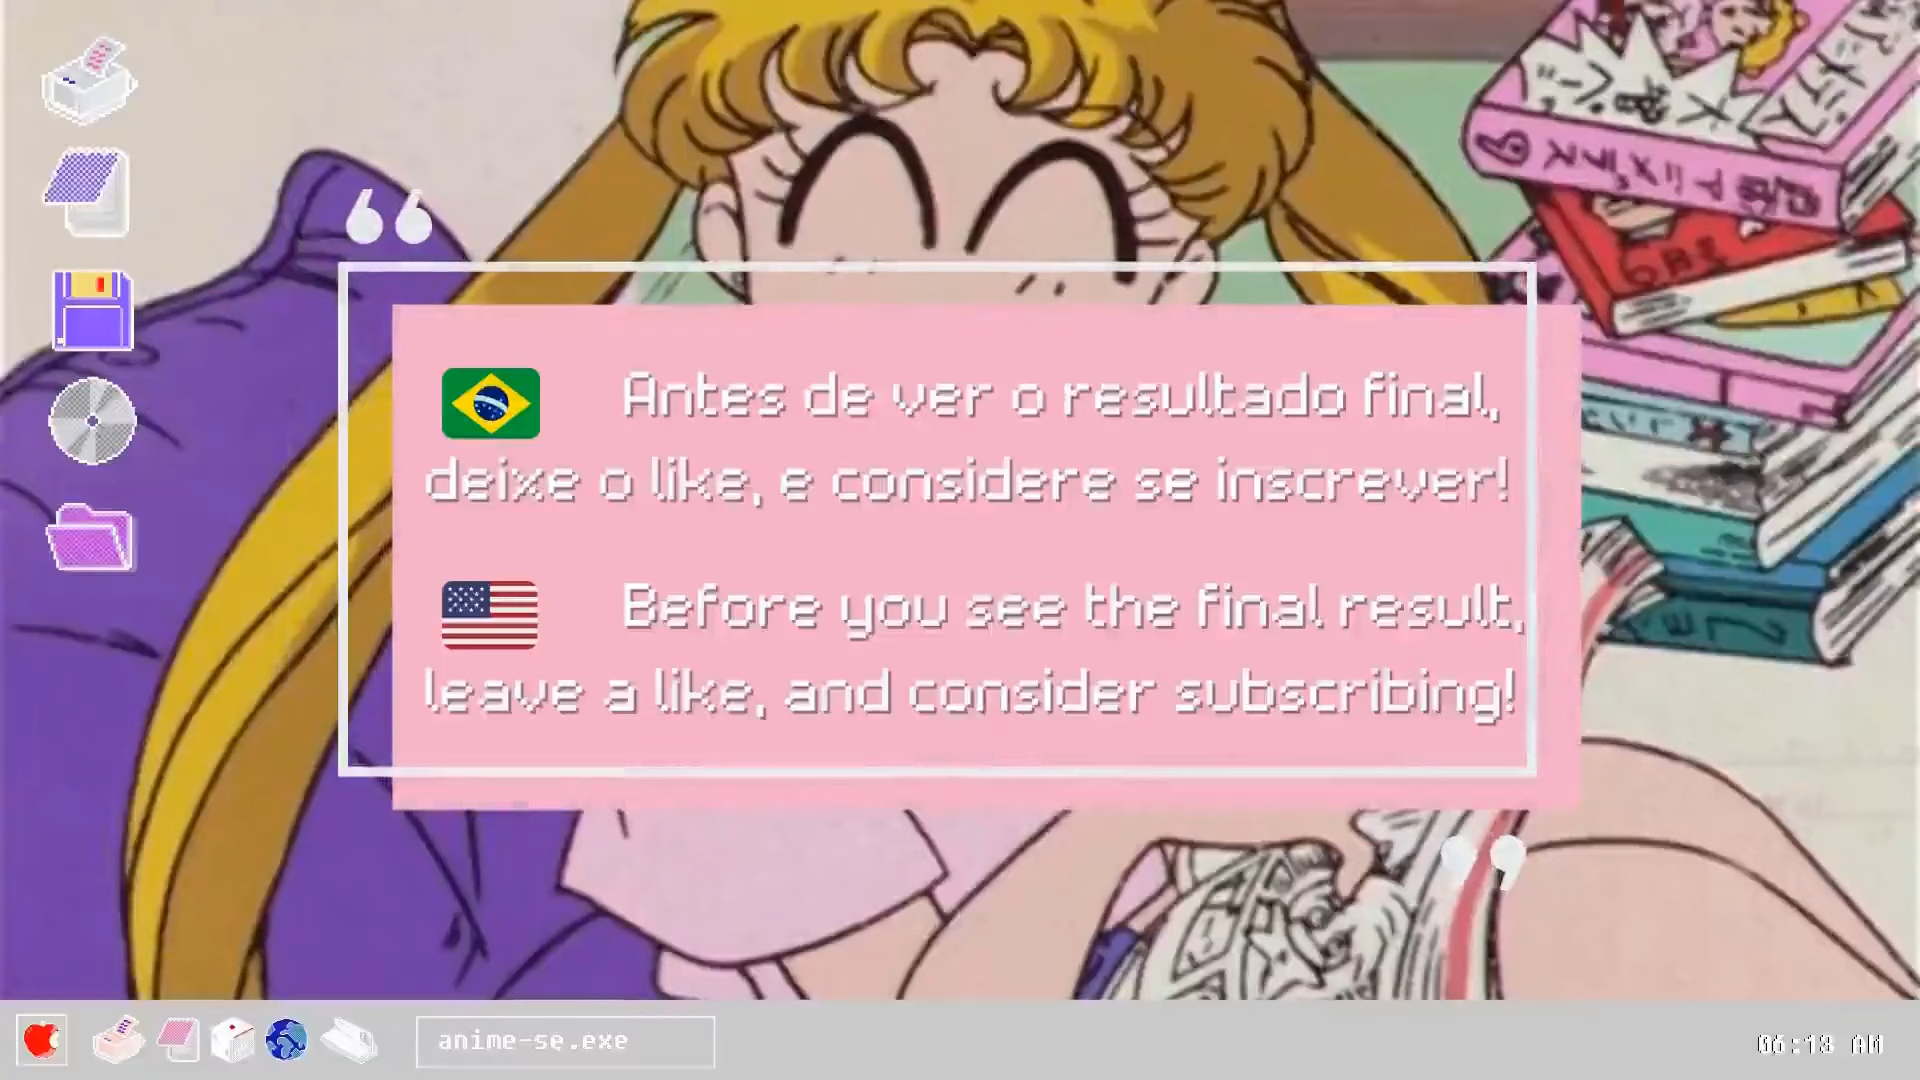 Antes de ver o resultado final,
deixe o like, e considere se inscrever!
Before you see the final result,
leave a like, and consider subscribing!
anime-se.exe
06:13 AM